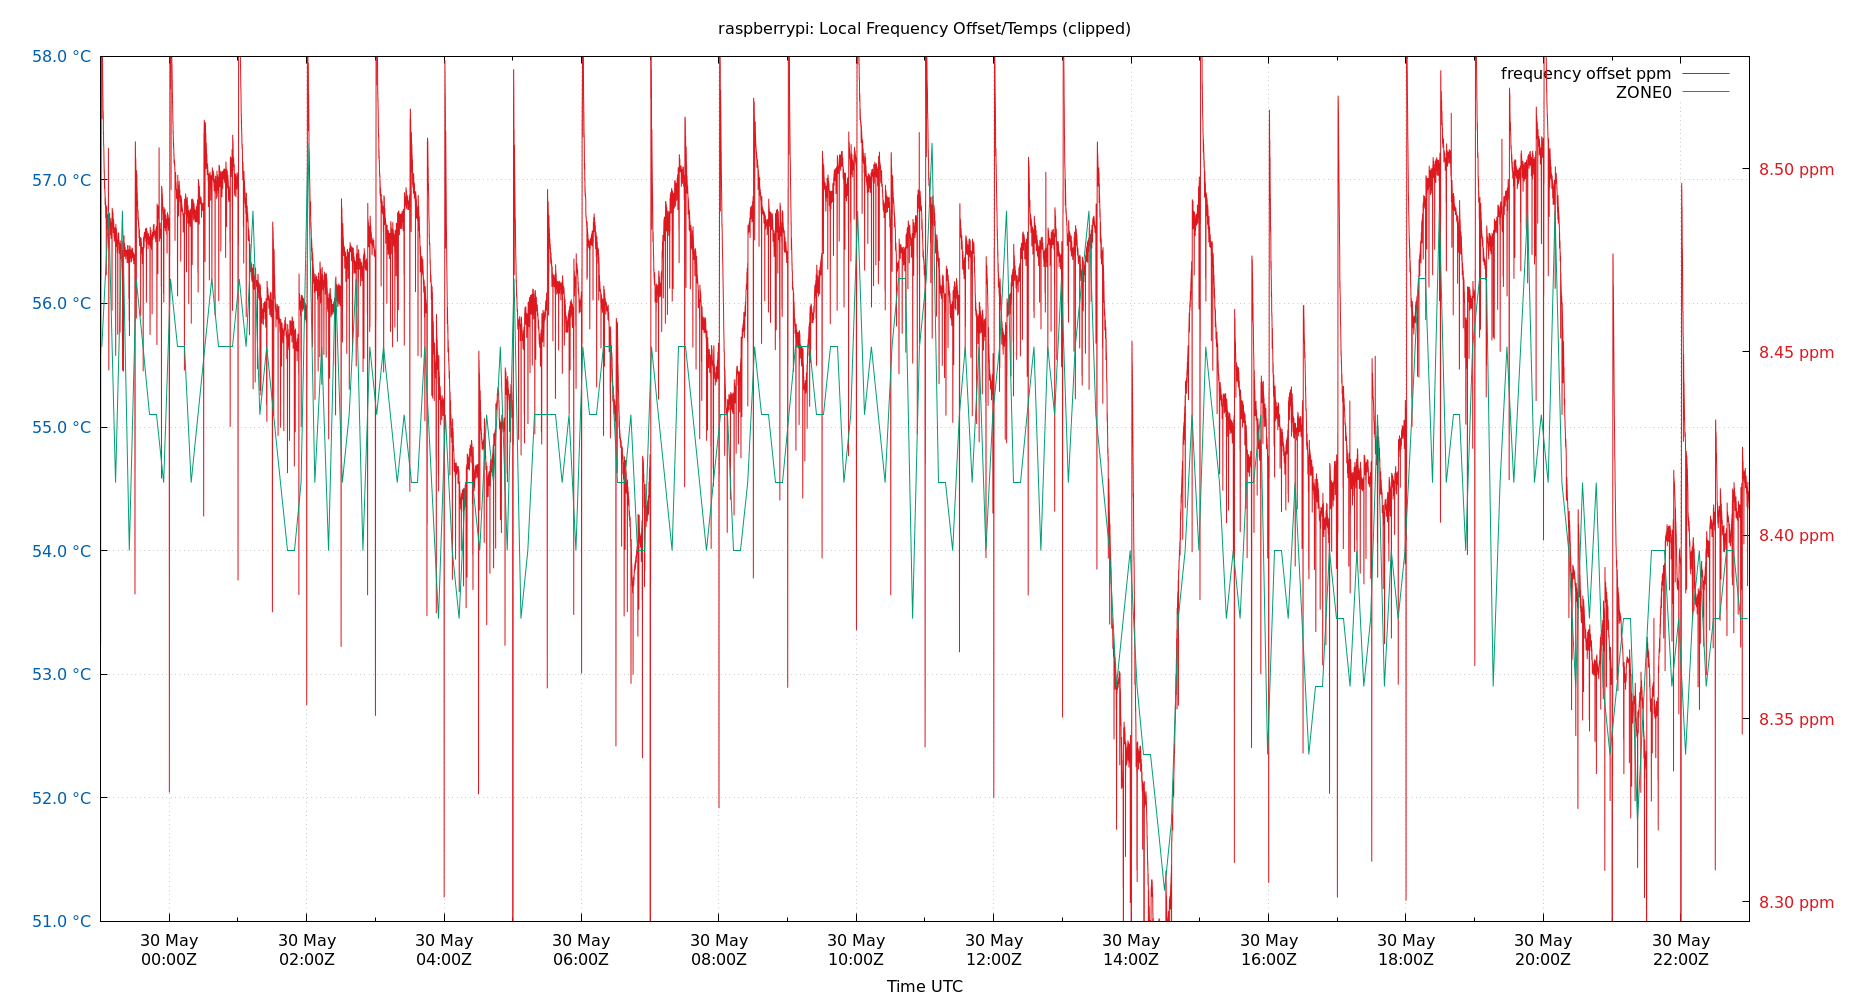 raspberrypi: Local Frequency Offset/Temps (clipped)
58.0 °C
57.0 °C
56.0 °C
55.0 °C
54.0 °C
53.0 °C
52.0 °C
51.0 °C
frequency offset ppm
ZONE0
8.50 ppm
8.45 ppm
8.40 ppm
8.35 ppm
8.30 ppm
30 May
00:00Z
30 May
02:00Z
30 May
04:00Z
30 May
06:00Z
30 May
08:00Z
30 May
10:00Z
30 May
12:00Z
30 May
14:00Z
30 May
16:00Z
30 May
18:00Z
30 May
20:00Z
30 May
22:00Z
Time UTC